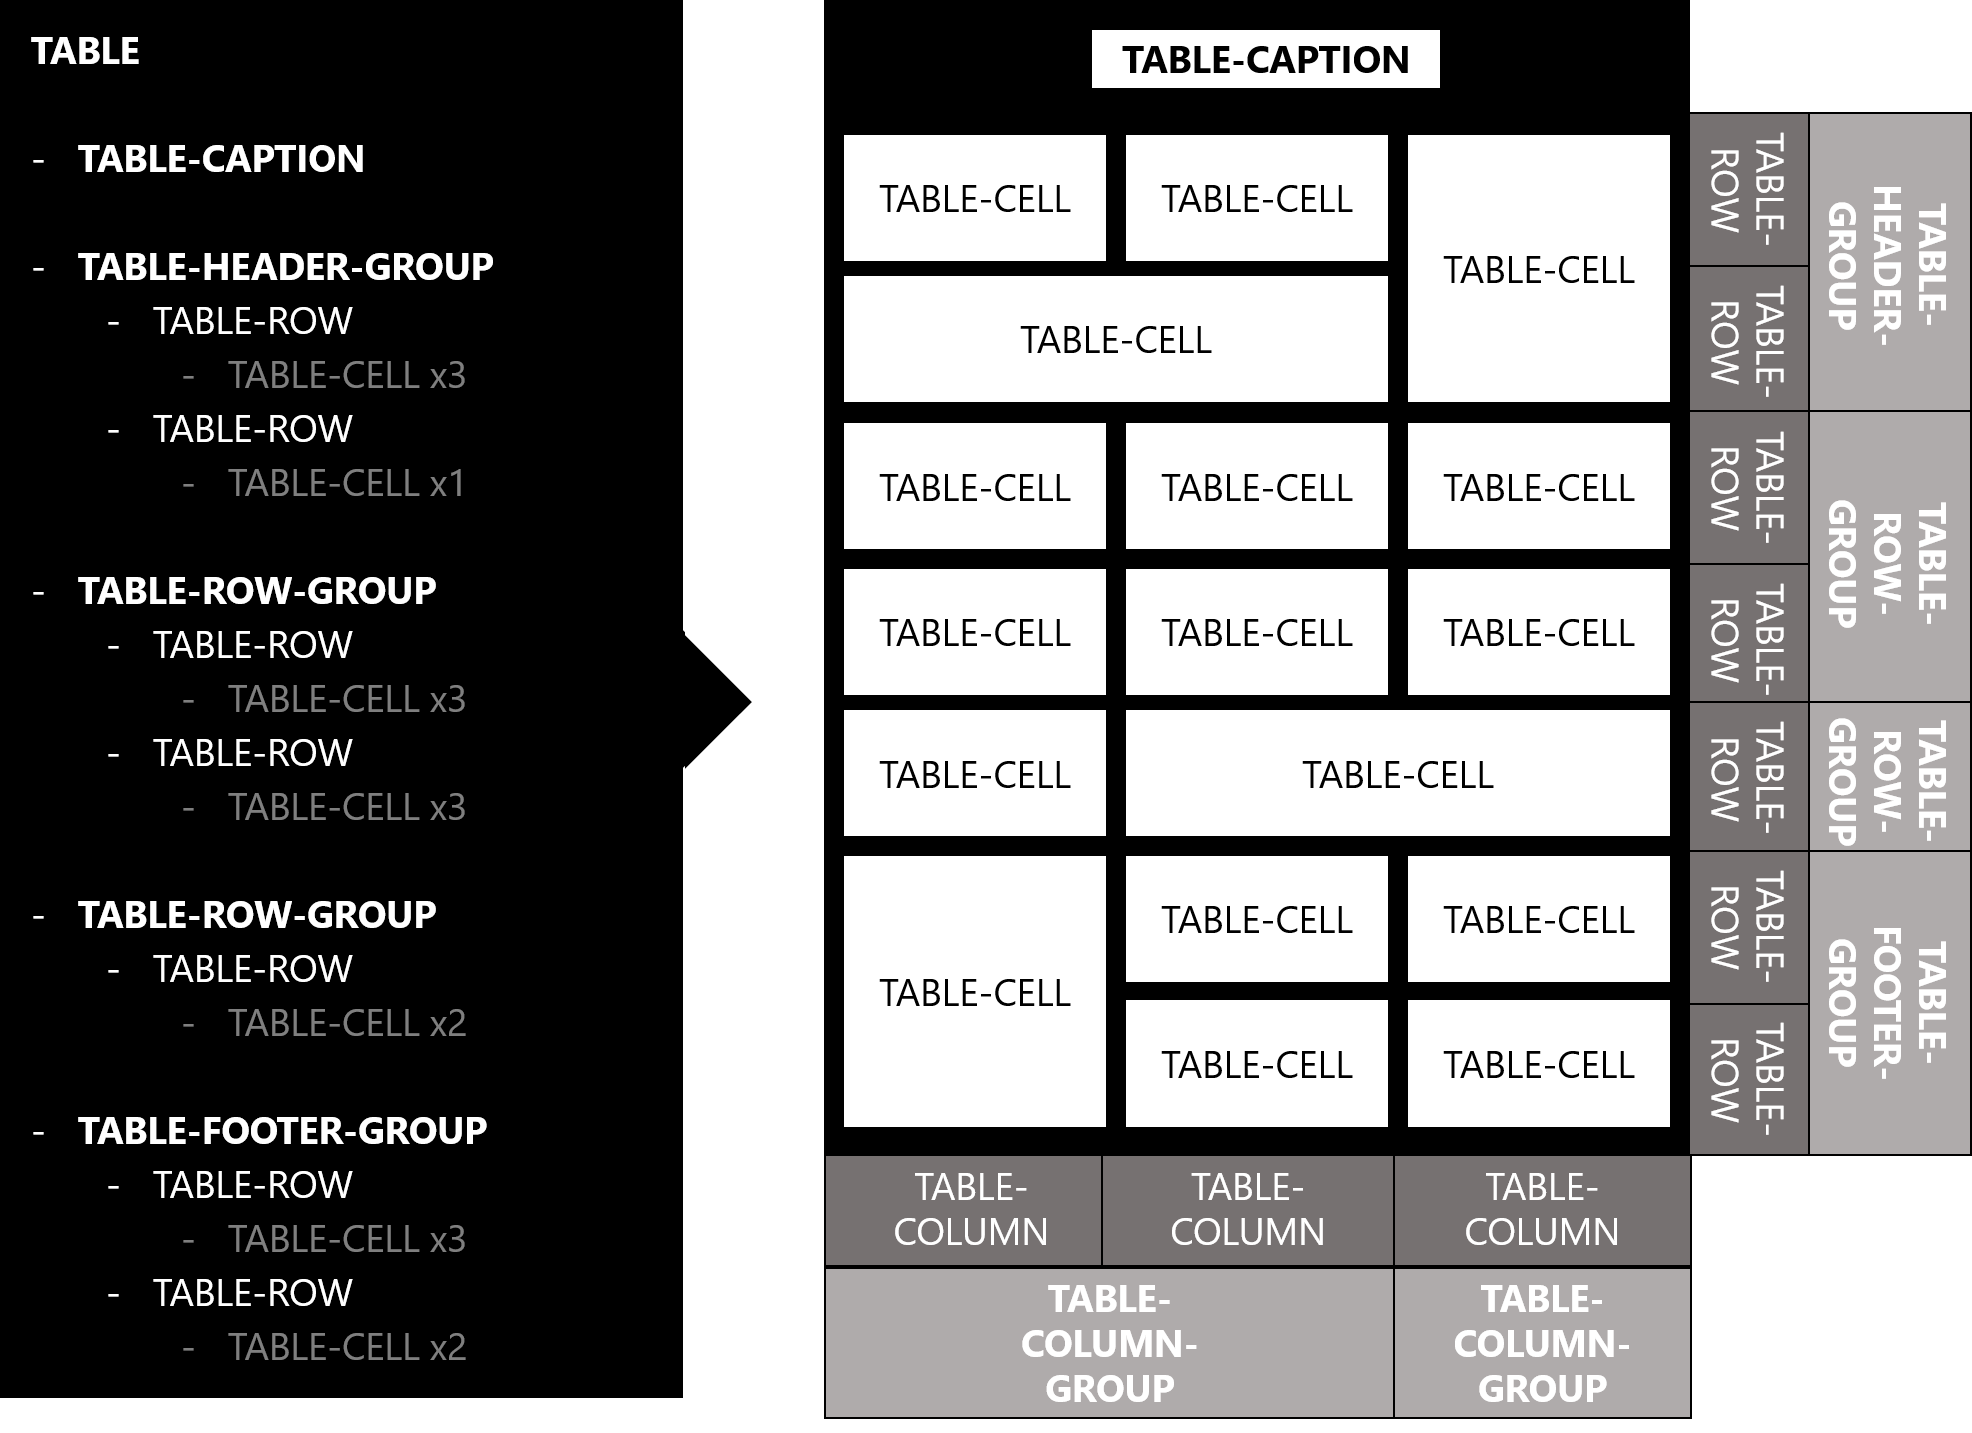 TABLE
- TABLE-CAPTION
- TABLE-HEADER-GROUP
- TABLE-ROW
- TABLE-CELL x3
- TABLE-ROW
- TABLE-CELL x1
- TABLE-ROW-GROUP
- TABLE-ROW
- TABLE-CELL x3
- TABLE-ROW
- TABLE-CELL x3
- TABLE-ROW-GROUP
- TABLE-ROW
- TABLE-CELL x2
- TABLE-FOOTER-GROUP
- TABLE-ROW
- TABLE-CELL x3
- TABLE-ROW
- TABLE-CELL x2
TABLE-CAPTION
TABLE-CELL TABLE-CELL
TABLE-CELL
TABLE-CELL
TABLE-CELL TABLE-CELL TABLE-CELL
TABLE-CELL TABLE-CELL TABLE-CELL
TABLE-CELL TABLE-CELL
TABLE-CELL TABLE-CELL
TABLE-CELL
TABLE-CELL TABLE-CELL
TABLE-
ROW
TABLE-
ROW
TABLE-
ROW
TABLE-
ROW
TABLE-
ROW
TABLE-
ROW
TABLE-
ROW
TABLE-
HEADER-
GROUP
TABLE-
ROW-
GROUP
TABLE-
ROW-
GROUP
TABLE-
FOOTER-
GROUP
TABLE-
COLUMN
TABLE-
COLUMN
TABLE-
COLUMN
TABLE-
COLUMN-
GROUP
TABLE-
COLUMN-
GROUP